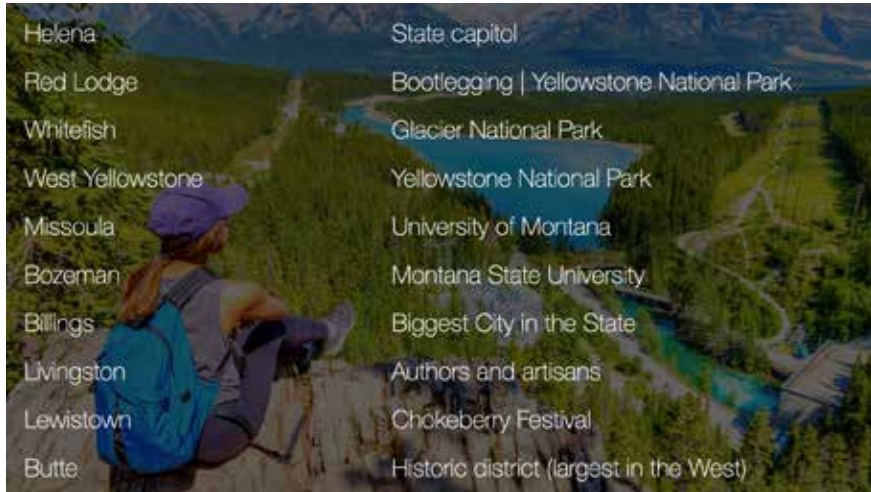 Helena State capitol
Red Lodge Bootlegging | Yellowstone National Park
Whitefish Glacier National Park
West Yellowstone Yellowstone National Park
Missoula University of Montana
Bozeman Montana State University
Billings Biggest City in the State
Livingston Authors and artisans
Lewistown Chokeberry Festival
Butte Historic district (largest in the West)